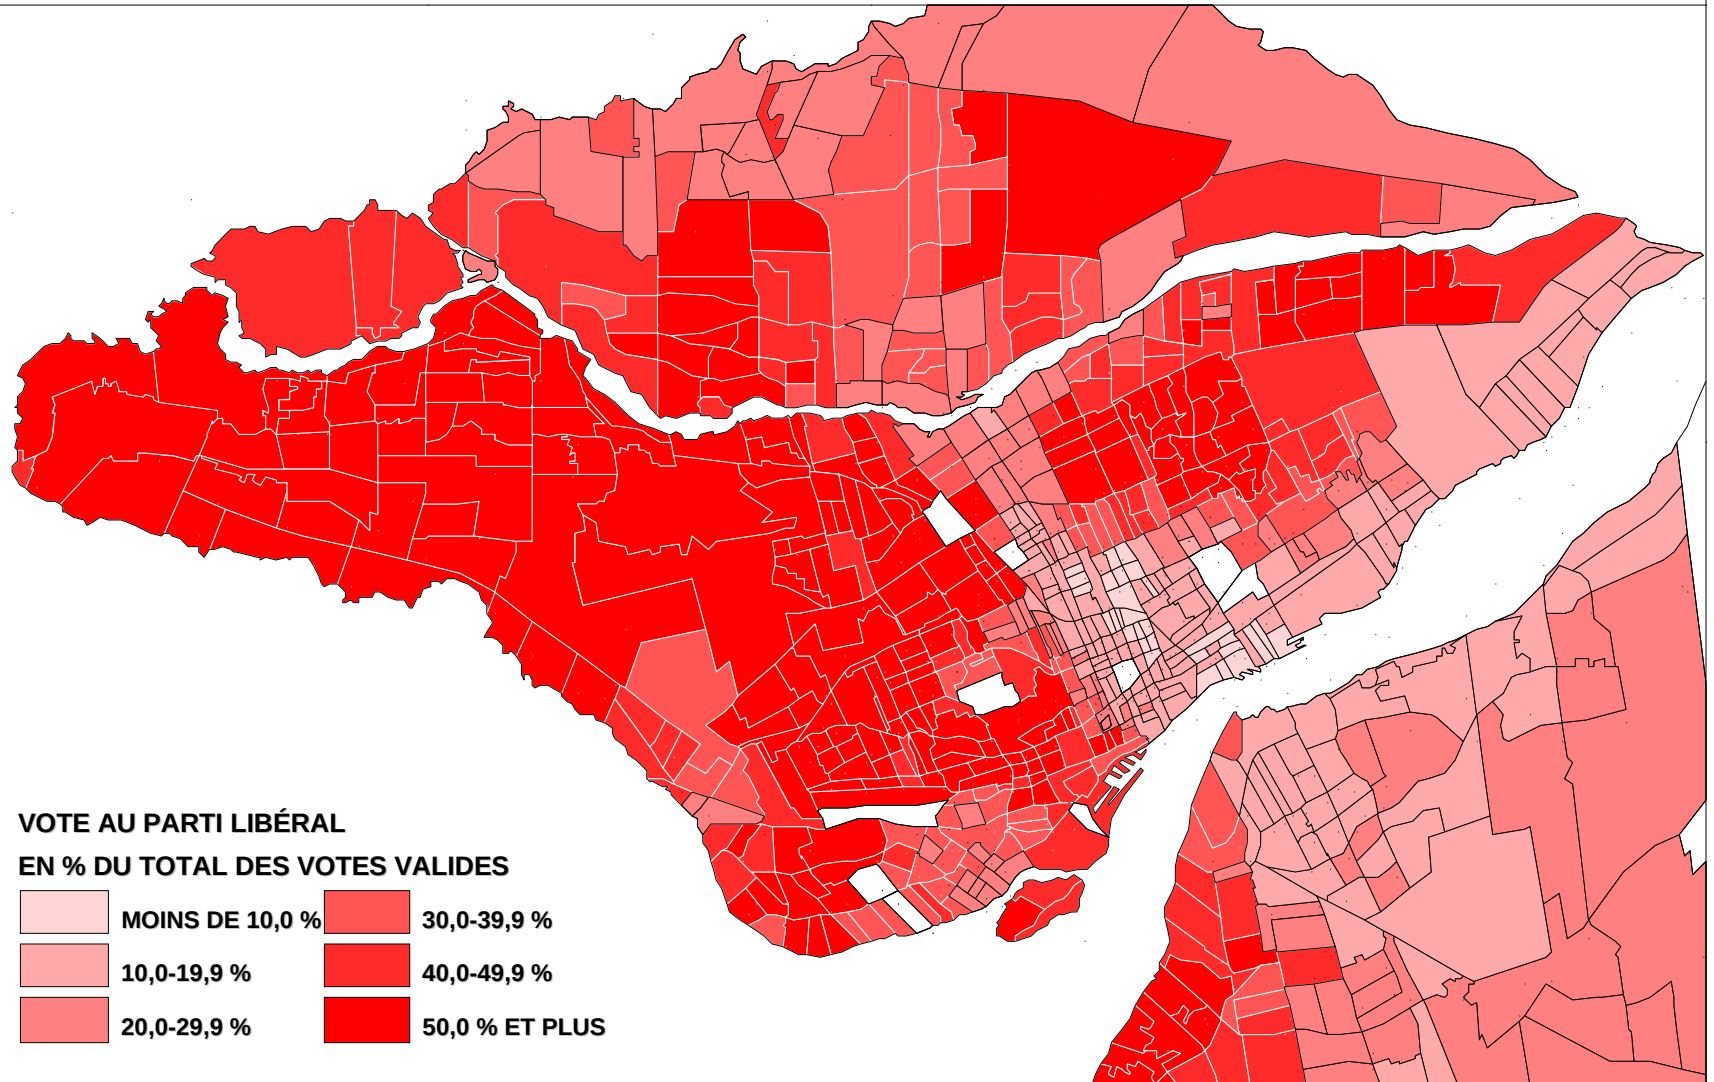 VOTE AU PARTI LIBÉRAL
EN % DU TOTAL DES VOTES VALIDES
MOINS DE 10,0 %
30,0-39,9 %
10,0-19,9 %
40,0-49,9 %
20,0-29,9 %
50,0 % ET PLUS